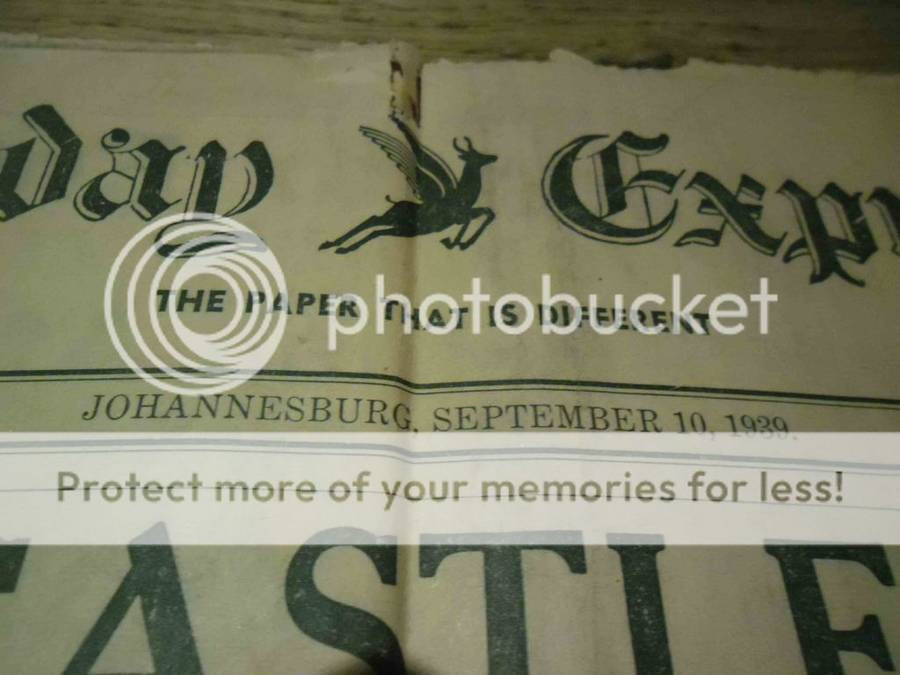 day Expr
THE PAPER THAT IS DIFFERENT
photobucket
JOHANNESBURG, SEPTEMBER 10, 1939.
Protect more of your memories for less!
ASTLE